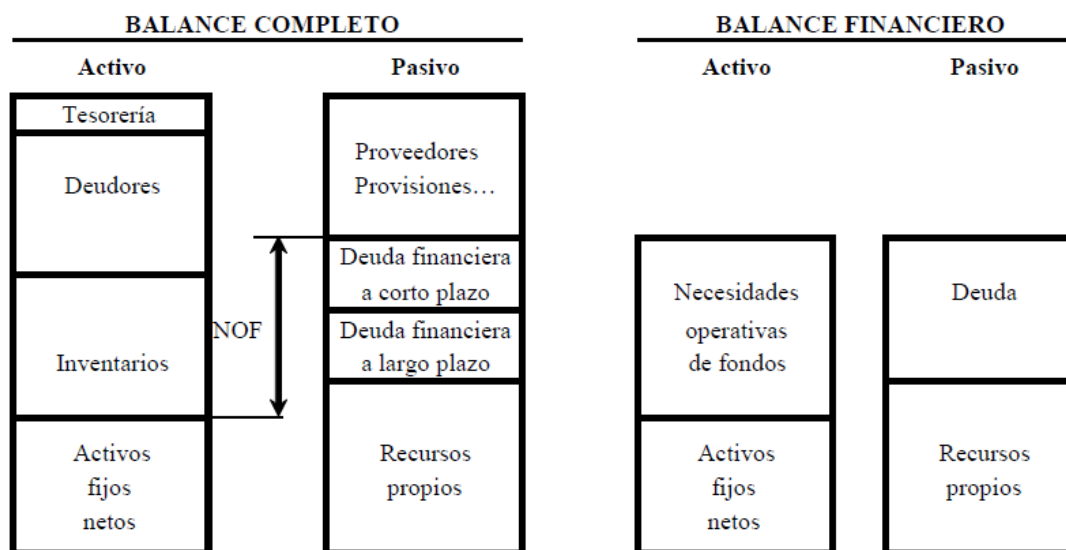 BALANCE COMPLETO
Activo
Pasivo
Tesorería
Deudores
Inventarios
Activos
fijos
netos
NOF
Proveedores
Provisiones…
Deuda financiera
a corto plazo
Deuda financiera
a largo plazo
Recursos
propios
BALANCE FINANCIERO
Activo
Pasivo
Necesidades
operativas
de fondos
Activos
fijos
netos
Deuda
Recursos
propios